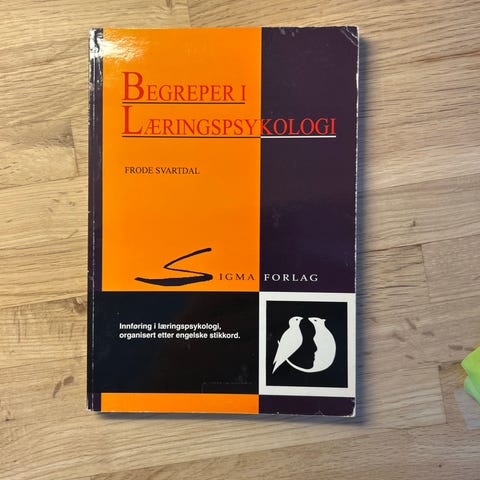 BEGREPER I
LÆRINGSPSYKOLOGI
FRODE SVARTDAL
SIGMA FORLAG
Innføring i læringspsykologi,
organisert etter engelske stikkord.